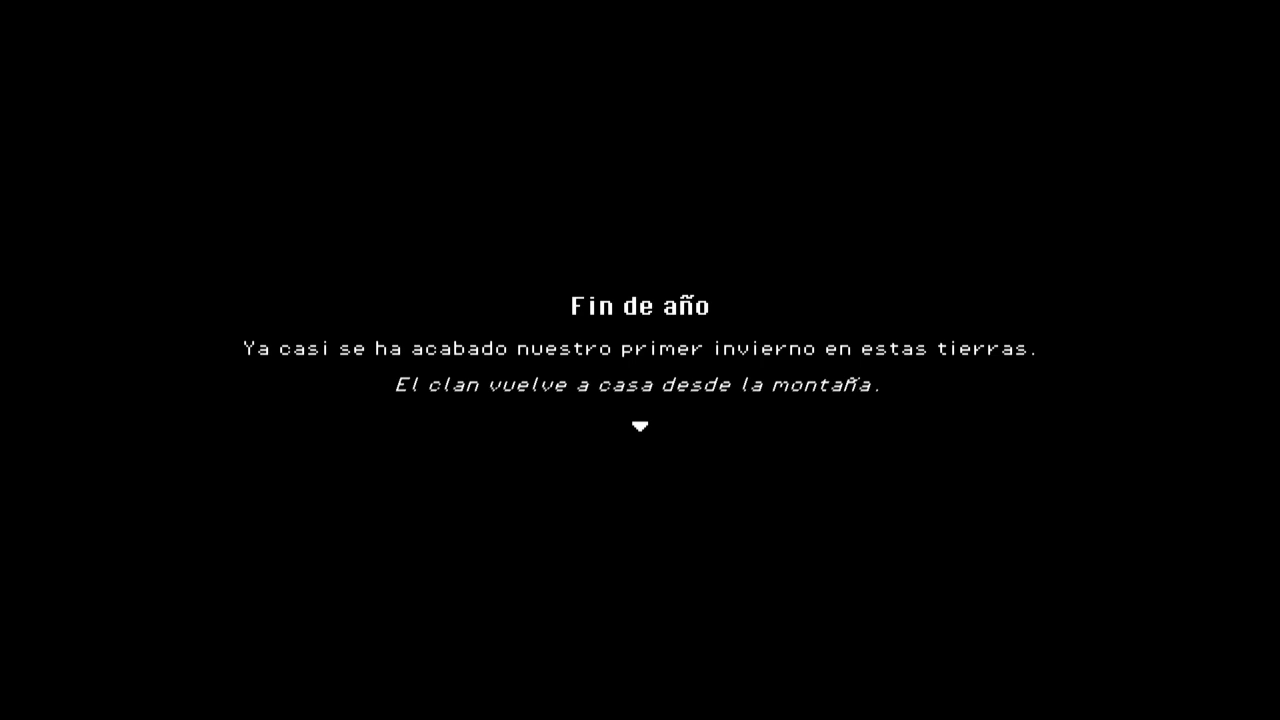 Fin de año
Ya casi se ha acabado nuestro primer invierno en estas tierras.
El clan vuelve a casa desde la montaña.